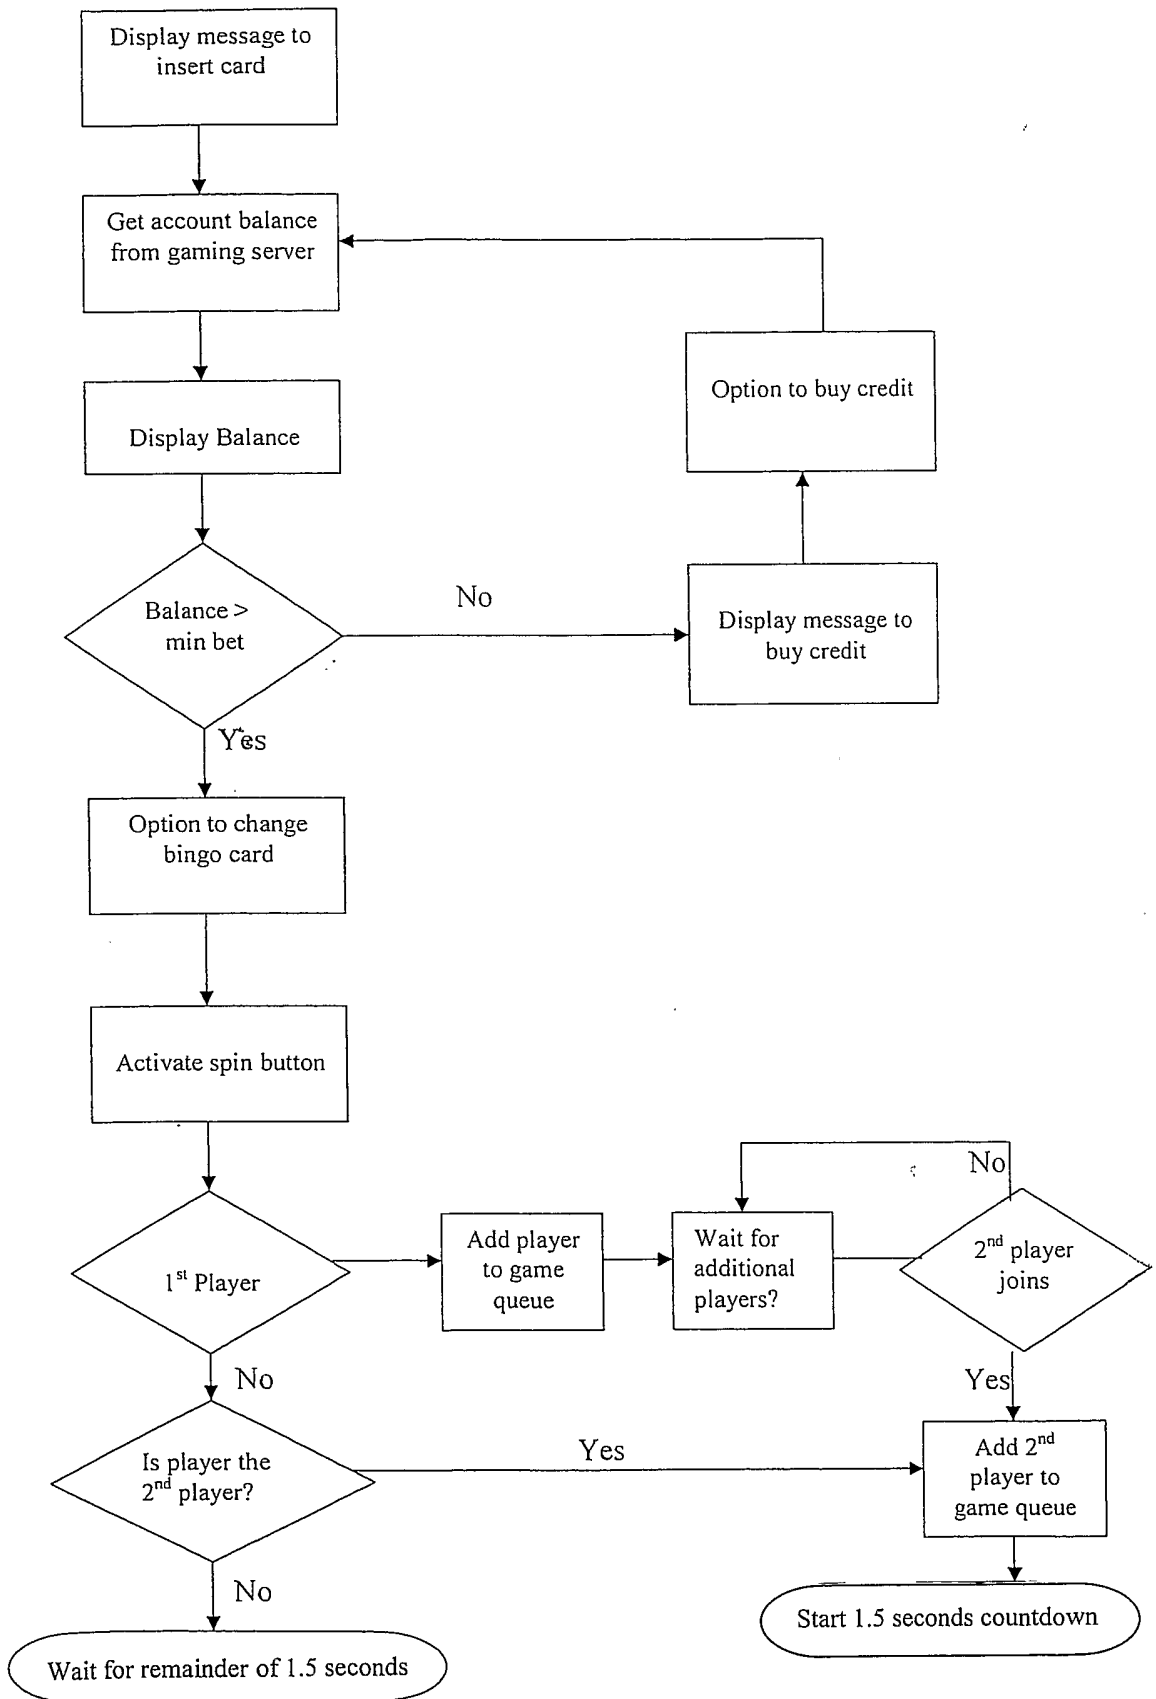 Display message to
insert card
Get account balance
from gaming server
Option to buy credit
Display Balance
Balance >
min bet
No
Display message to
buy credit
Yes
Option to change
bingo card
Activate spin button
No
1st Player
Add player
to game
queue
Wait for
additional
players?
2nd player
joins
No
Yes
Is player the
2nd player?
Yes
Add 2nd
player to
game queue
No
Start 1.5 seconds countdown
Wait for remainder of 1.5 seconds